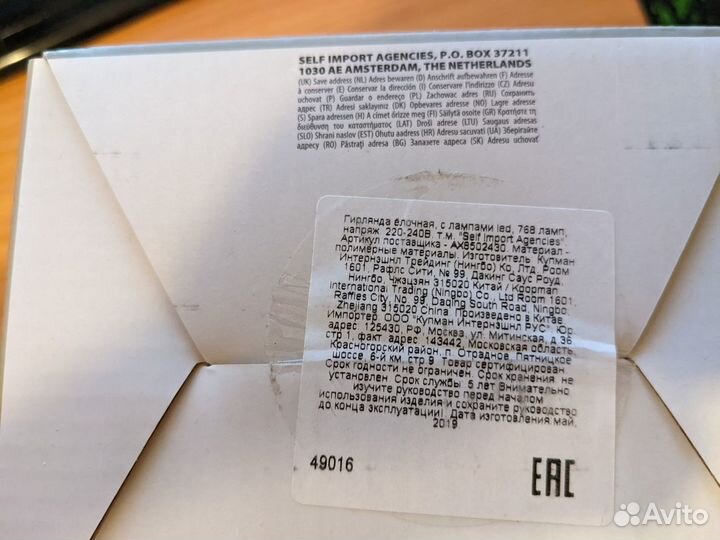 SELF IMPORT AGENCIES, P.O. BOX 37211
1030 AE AMSTERDAM, THE NETHERLANDS
(UK) Save address (NL) Adres bewaren (D) Anschrift aufbewahren (F) Adresse
à conserver (E) Conservar la dirección (I) Conservare l'indirizzo (CZ) Adresu
uchovat (P) Guardar o endereço (PL) Zachowac adres (RU) Сохранить
адрес (TR) Adresi saklayiniz (DK) Opbevares adresse (NO) Lagre adresse
(S) Spara adressen (H) A címet őrizze meg (FI) Säilytä osoite (GR) Κρατήστε τη
διεύθυνση του καταστήματος (LAT) Droši adrese (LTU) Saugaus adresas
(SLO) Shrani naslov (EST) Ohutu aadress (HR) Adresu sacuvati (UA) Зберігайте
адресу (RO) Păstraţi adresa (BG) Запазете адреса (SK) Adresu uchovať
Гирлянда ёлочная, с лампами led, 768 ламп,
напряж. 220-240В. т.м. "Self Import Agencies".
Артикул поставщика - AX8502430. Материал -
полимерные материалы. Изготовитель: Купман
Интернэшнл Трейдинг (Нингбо) Ко, Лтд, Роом
1601, Рафлс Сити, № 99, Дакинг Саус Роуд,
Нингбо, Чжэцзян 315020 Китай / Koopman
International Trading (Ningbo) Co., Ltd Room 1601,
Raffles City, No. 99, Daqing South Road, Ningbo,
Zhejiang 315020 China. Произведено в Китае.
Импортер: ООО "Купман Интернэшнл РУС". Юр.
адрес: 125430, РФ, Москва, ул. Митинская, д.36
стр 1, факт. адрес: 143442, Московская область,
Красногорский район, п. Отрадное, Пятницкое
шоссе, 6-й км, стр.9. Товар сертифицирован.
Срок годности не ограничен. Срок хранения не
установлен. Срок службы: 5 лет. Внимательно
изучите руководство перед началом
использования изделия и сохраните руководство
до конца эксплуатации! Дата изготовления:май,
2019
49016
EAC
Avito